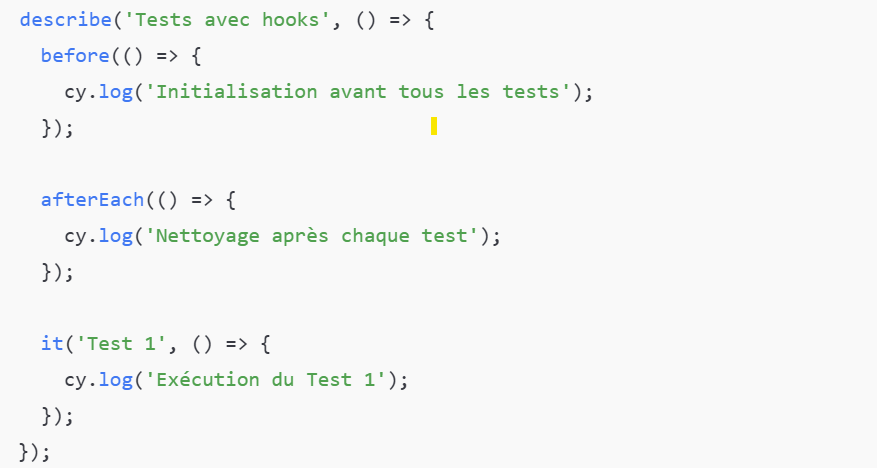 describe('Tests avec hooks', () => {
  before(() => {
    cy.log('Initialisation avant tous les tests');
  });

  afterEach(() => {
    cy.log('Nettoyage après chaque test');
  });

  it('Test 1', () => {
    cy.log('Exécution du Test 1');
  });
});